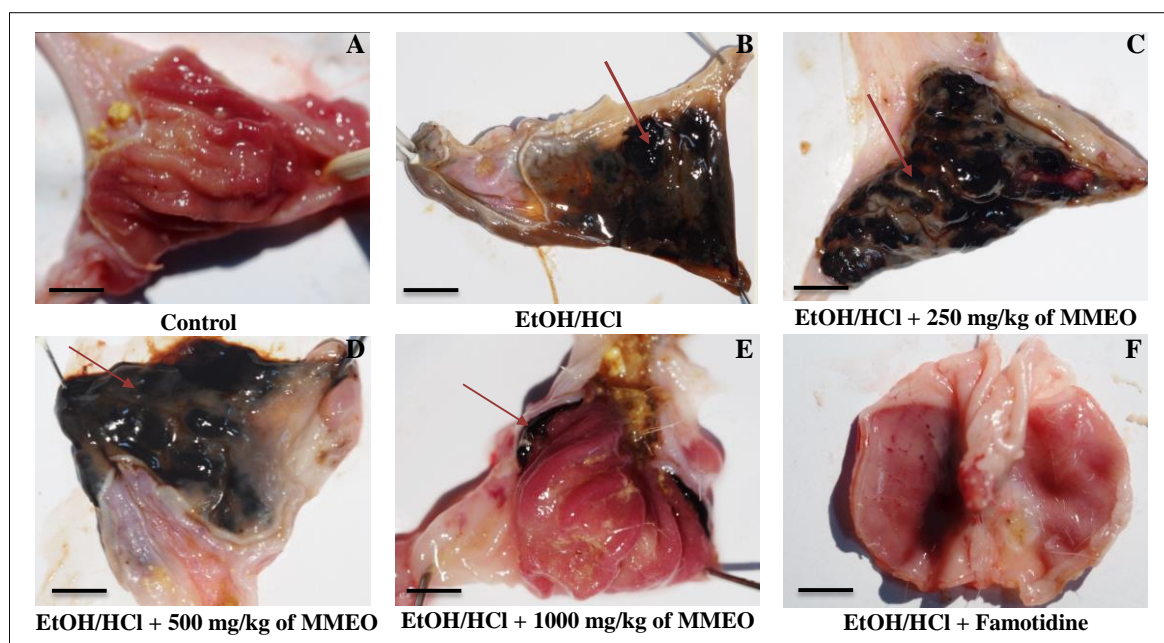 A
B
C
Control
EtOH/HCl
EtOH/HCl + 250 mg/kg of MMEO
D
E
F
EtOH/HCl + 500 mg/kg of MMEO
EtOH/HCl + 1000 mg/kg of MMEO
EtOH/HCl + Famotidine